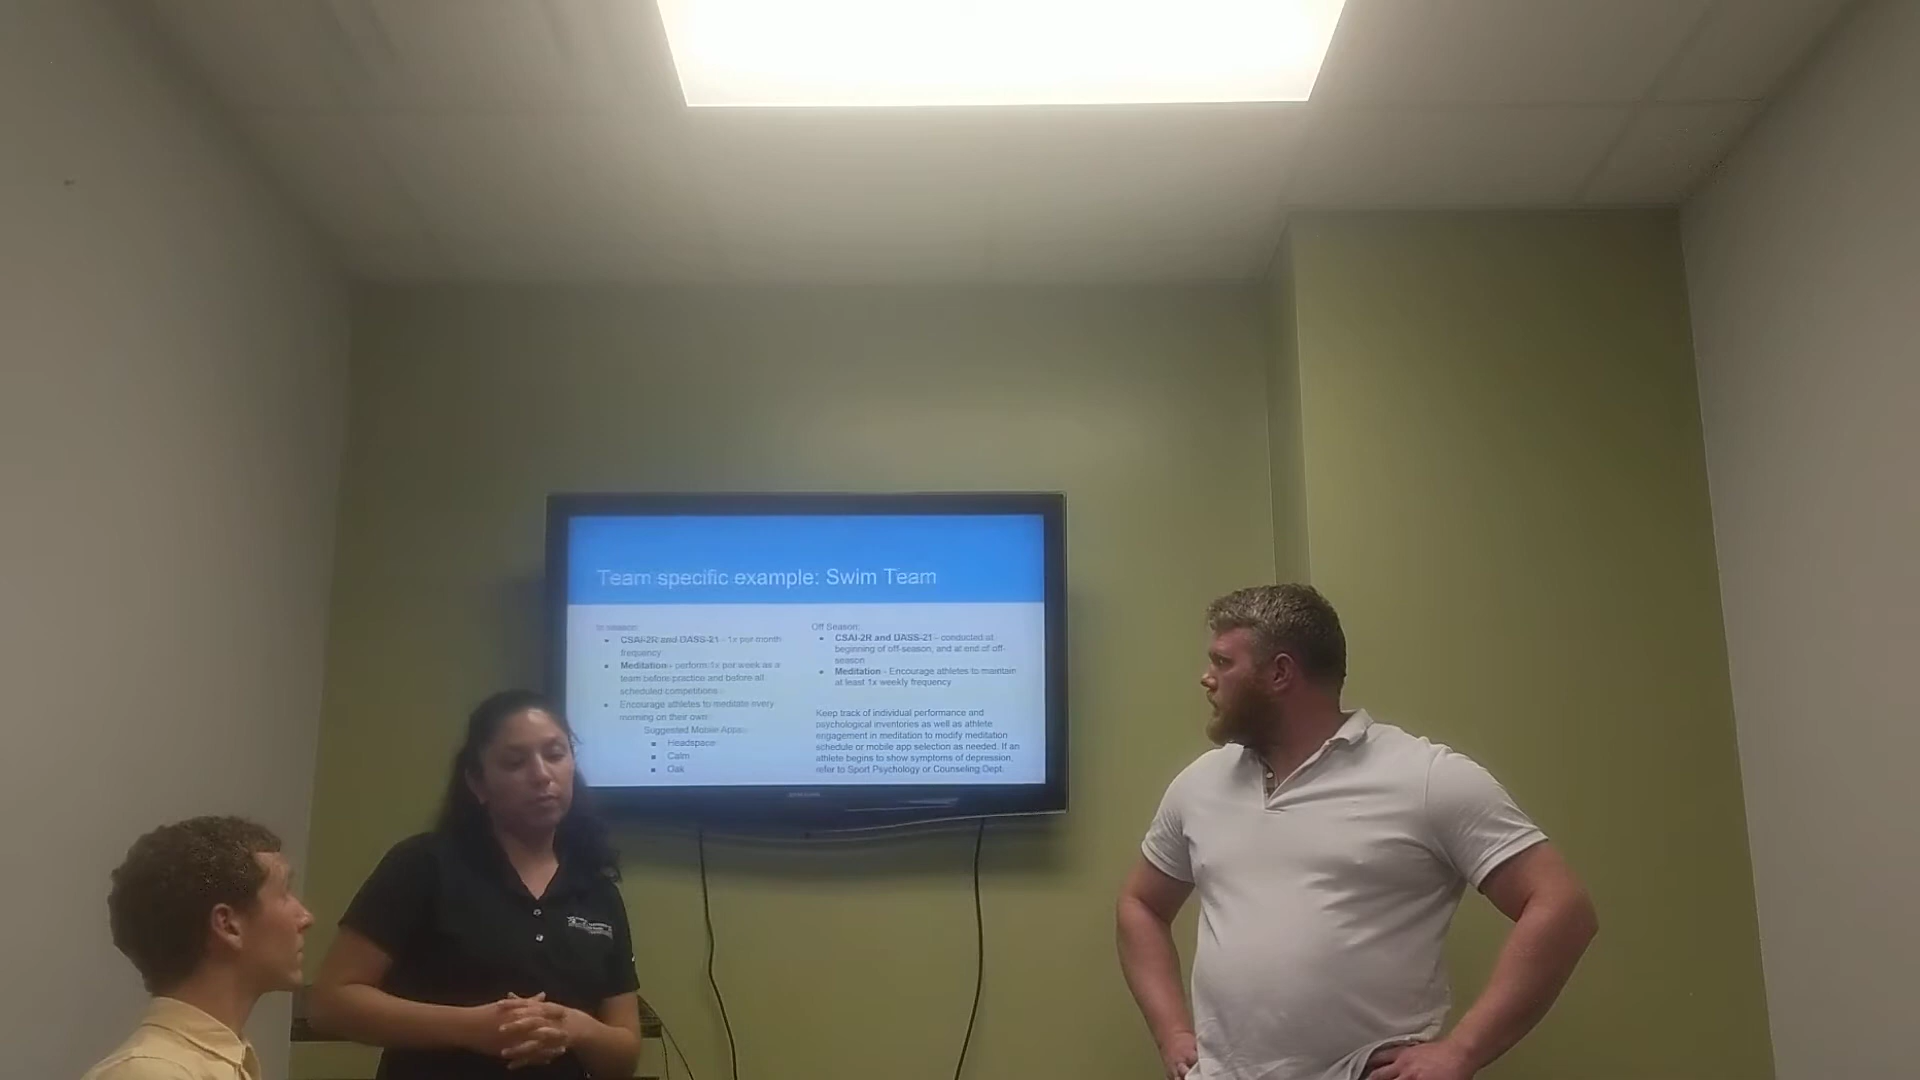 Team specific example: Swim Team
In season:
CSAI-2R and DASS-21 - 1x per month
frequency
Meditation - perform 1x per week as a
team before practice and before all
scheduled competitions
Encourage athletes to meditate every
morning on their own
Suggested Mobile Apps:
Headspace
Calm
Oak
Off Season:
CSAI-2R and DASS-21 - conducted at
beginning of off-season, and at end of off-
season
Meditation - Encourage athletes to maintain
at least 1x weekly frequency
Keep track of individual performance and
psychological inventories as well as athlete
engagement in meditation to modify meditation
schedule or mobile app selection as needed. If an
athlete begins to show symptoms of depression,
refer to Sport Psychology or Counseling Dept.